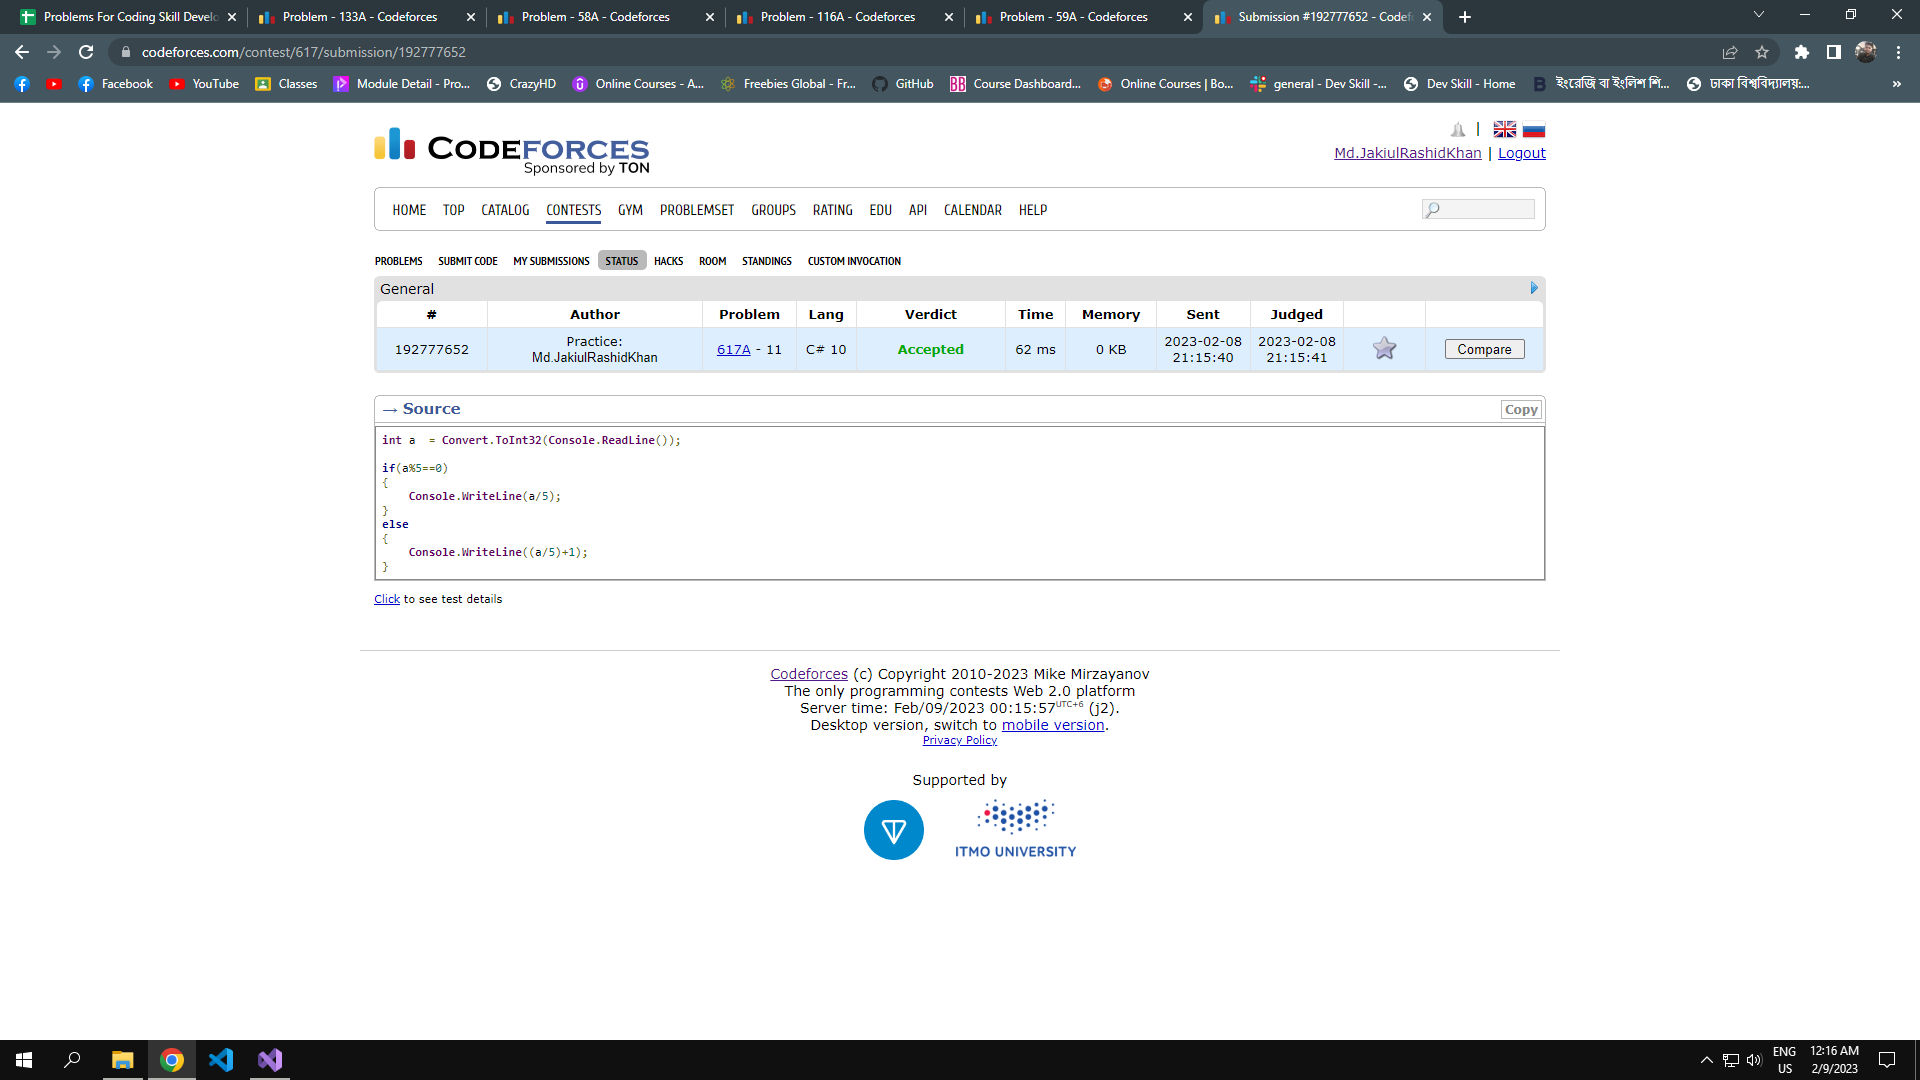 Problems For Coding Skill Develo
Problem - 133A - Codeforces
Problem - 58A - Codeforces
Problem - 116A - Codeforces
Problem - 59A - Codeforces
Submission #192777652 - Codef
codeforces.com/contest/617/submission/192777652
Facebook
YouTube
Classes
Module Detail - Pro...
CrazyHD
Online Courses - A...
Freebies Global - Fr...
GitHub
Course Dashboard...
Online Courses | Bo...
general - Dev Skill -...
Dev Skill - Home
ইংরেজি বা ইংলিশ শি...
ঢাকা বিশ্ববিদ্যালয়:...
»
CODEFORCES
Sponsored by TON
Md.JakiulRashidKhan | Logout
HOME TOP CATALOG CONTESTS GYM PROBLEMSET GROUPS RATING EDU API CALENDAR HELP
PROBLEMS SUBMIT CODE MY SUBMISSIONS STATUS HACKS ROOM STANDINGS CUSTOM INVOCATION
General
# Author Problem Lang Verdict Time Memory Sent Judged
192777652 Practice: Md.JakiulRashidKhan 617A - 11 C# 10 Accepted 62 ms 0 KB 2023-02-08 21:15:40 2023-02-08 21:15:41 Compare
→ Source
Copy
int a  = Convert.ToInt32(Console.ReadLine());
if(a%5==0)
{
    Console.WriteLine(a/5);
}
else
{
    Console.WriteLine((a/5)+1);
}
Click to see test details
Codeforces (c) Copyright 2010-2023 Mike Mirzayanov
The only programming contests Web 2.0 platform
Server time: Feb/09/2023 00:15:57UTC+6 (j2).
Desktop version, switch to mobile version.
Privacy Policy
Supported by
ITMO UNIVERSITY
ENG
US
12:16 AM
2/9/2023